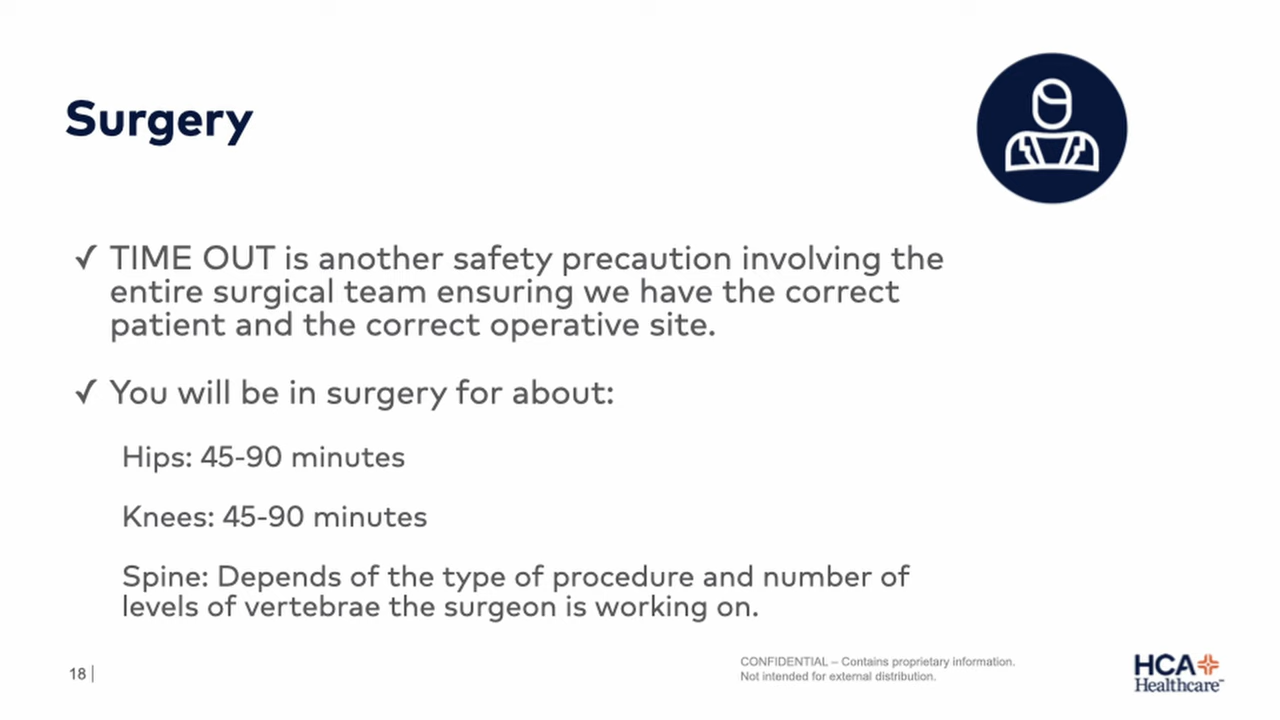 Surgery
✓ TIME OUT is another safety precaution involving the
entire surgical team ensuring we have the correct
patient and the correct operative site.
✓ You will be in surgery for about:
Hips: 45-90 minutes
Knees: 45-90 minutes
Spine: Depends of the type of procedure and number of
levels of vertebrae the surgeon is working on.
18 |
CONFIDENTIAL – Contains proprietary information.
Not intended for external distribution.
HCA
Healthcare™